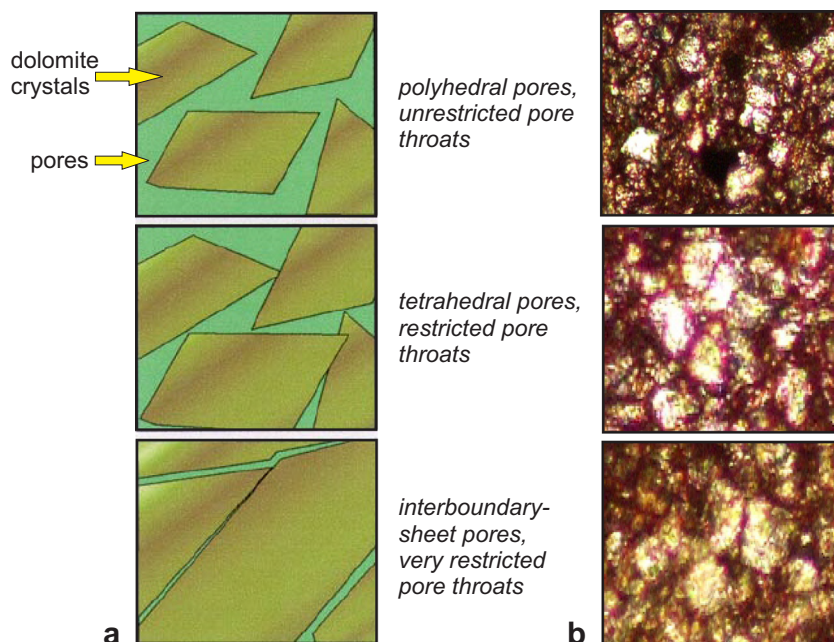 dolomite
crystals
pores
polyhedral pores,
unrestricted pore
throats
tetrahedral pores,
restricted pore
throats
interboundary-
sheet pores,
very restricted
pore throats
a
b